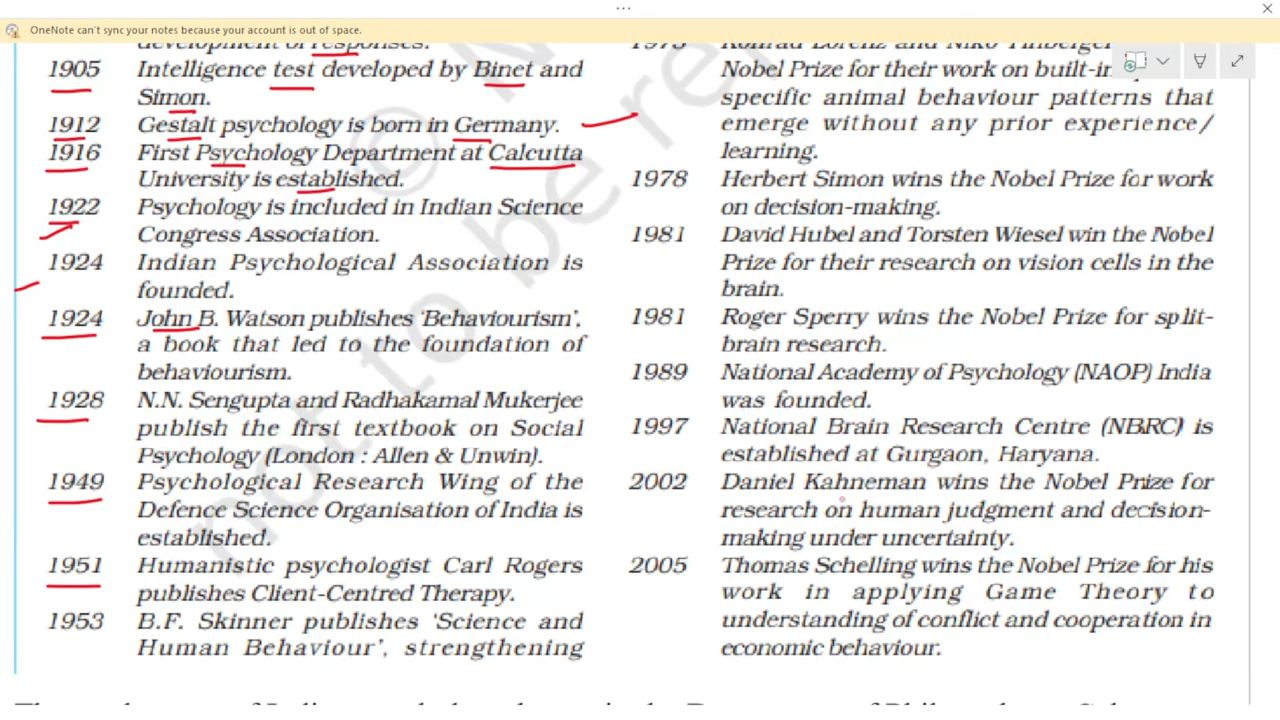 OneNote can't sync your notes because your account is out of space.
development of responses.
1905 Intelligence test developed by Binet and
Simon.
1912 Gestalt psychology is born in Germany.
1916 First Psychology Department at Calcutta
University is established.
1922 Psychology is included in Indian Science
Congress Association.
1924 Indian Psychological Association is
founded.
1924 John B. Watson publishes 'Behaviourism',
a book that led to the foundation of
behaviourism.
1928 N.N. Sengupta and Radhakamal Mukerjee
publish the first textbook on Social
Psychology (London : Allen & Unwin).
1949 Psychological Research Wing of the
Defence Science Organisation of India is
established.
1951 Humanistic psychologist Carl Rogers
publishes Client-Centred Therapy.
1953 B.F. Skinner publishes 'Science and
Human Behaviour', strengthening
1973 Konrad Lorenz and Niko
Nobel Prize for their work on
specific animal behaviour patterns that
emerge without any prior experience/
learning.
1978 Herbert Simon wins the Nobel Prize for work
on decision-making.
1981 David Hubel and Torsten Wiesel win the Nobel
Prize for their research on vision cells in the
brain.
1981 Roger Sperry wins the Nobel Prize for split-
brain research.
1989 National Academy of Psychology (NAOP) India
was founded.
1997 National Brain Research Centre (NBRC) is
established at Gurgaon, Haryana.
2002 Daniel Kahneman wins the Nobel Prize for
research on human judgment and decision-
making under uncertainty.
2005 Thomas Schelling wins the Nobel Prize for his
work in applying Game Theory to
understanding of conflict and cooperation in
economic behaviour.
not to be re